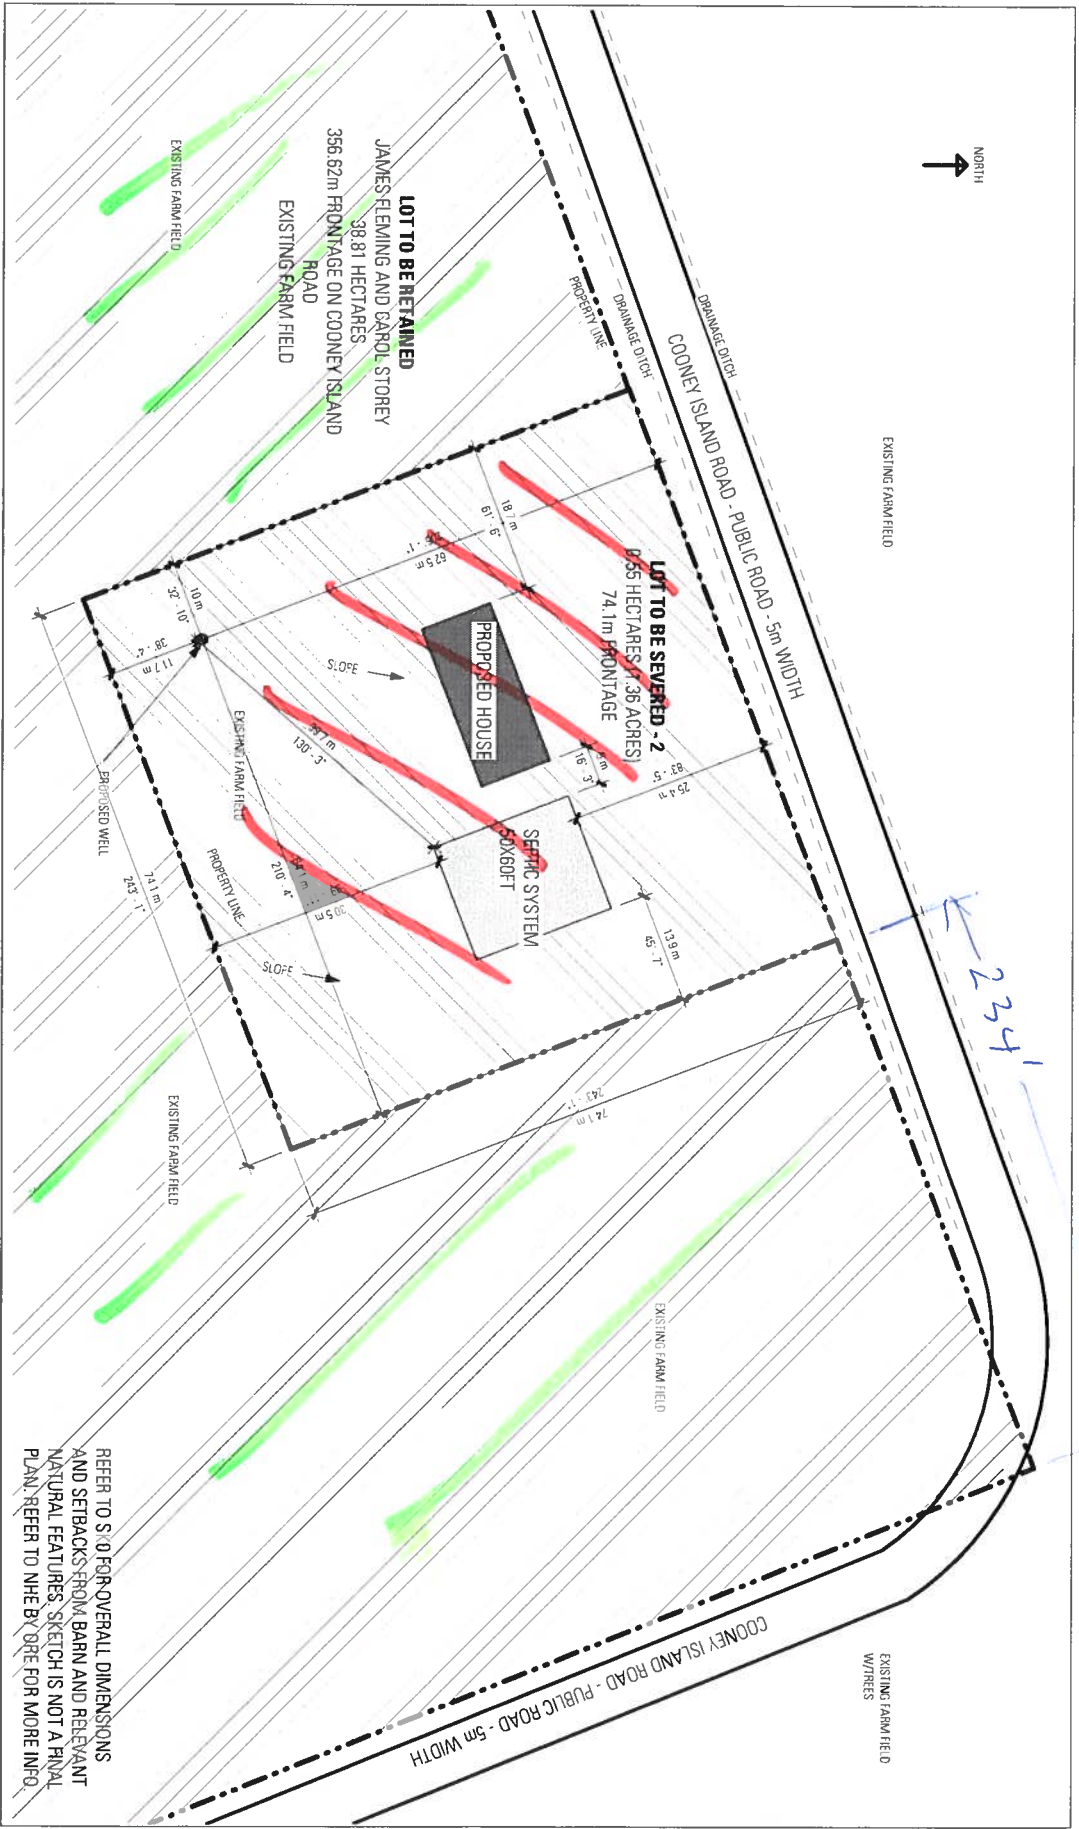 NORTH
EXISTING FARM FIELD
DRAINAGE DITCH
COONEY ISLAND ROAD - PUBLIC ROAD - 5m WIDTH
DRAINAGE DITCH
PROPERTY LINE
234'
EXISTING FARM FIELD
W/TREES
COONEY ISLAND ROAD - PUBLIC ROAD - 5m WIDTH
LOT TO BE RETAINED
JAMES FLEMING AND CAROL STOREY
38.81 HECTARES
356.62m FRONTAGE ON COONEY ISLAND
ROAD
EXISTING FARM FIELD
EXISTING FARM FIELD
LOT TO BE SEVERED - 2
0.55 HECTARES (1.36 ACRES)
74.1m FRONTAGE
18.7 m
61' - 6"
62.5 m
25.4 m
83' - 5"
5 m
16' - 3"
PROPOSED HOUSE
SEPTIC SYSTEM
50X60FT
13.9 m
45' - 7"
SLOPE
10 m
32' - 10"
11.7 m
38' - 4"
39.7 m
130' - 3"
EXISTING FARM FIELD
64.1 m
210' - 4"
30.5 m
PROPERTY LINE
SLOPE
PROPOSED WELL
74.1 m
243' - 1"
74.1 m
243' - 1"
EXISTING FARM FIELD
EXISTING FARM FIELD
REFER TO SK0 FOR OVERALL DIMENSIONS
AND SETBACKS FROM BARN AND RELEVANT
NATURAL FEATURES. SKETCH IS NOT A FINAL
PLAN. REFER TO NHE BY ORE FOR MORE INFO.